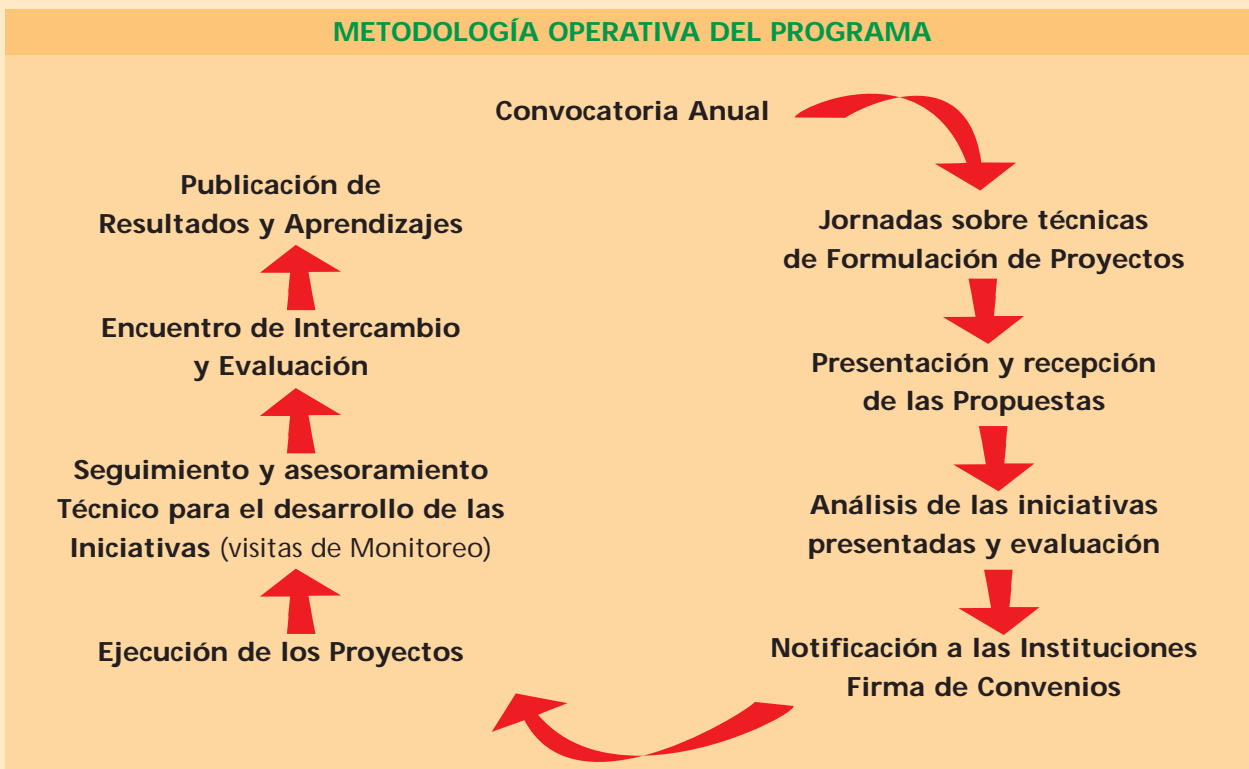 METODOLOGÍA OPERATIVA DEL PROGRAMA
Convocatoria Anual
Jornadas sobre técnicas
de Formulación de Proyectos
Presentación y recepción
de las Propuestas
Análisis de las iniciativas
presentadas y evaluación
Notificación a las Instituciones
Firma de Convenios
Ejecución de los Proyectos
Seguimiento y asesoramiento
Técnico para el desarrollo de las
Iniciativas (visitas de Monitoreo)
Encuentro de Intercambio
y Evaluación
Publicación de
Resultados y Aprendizajes